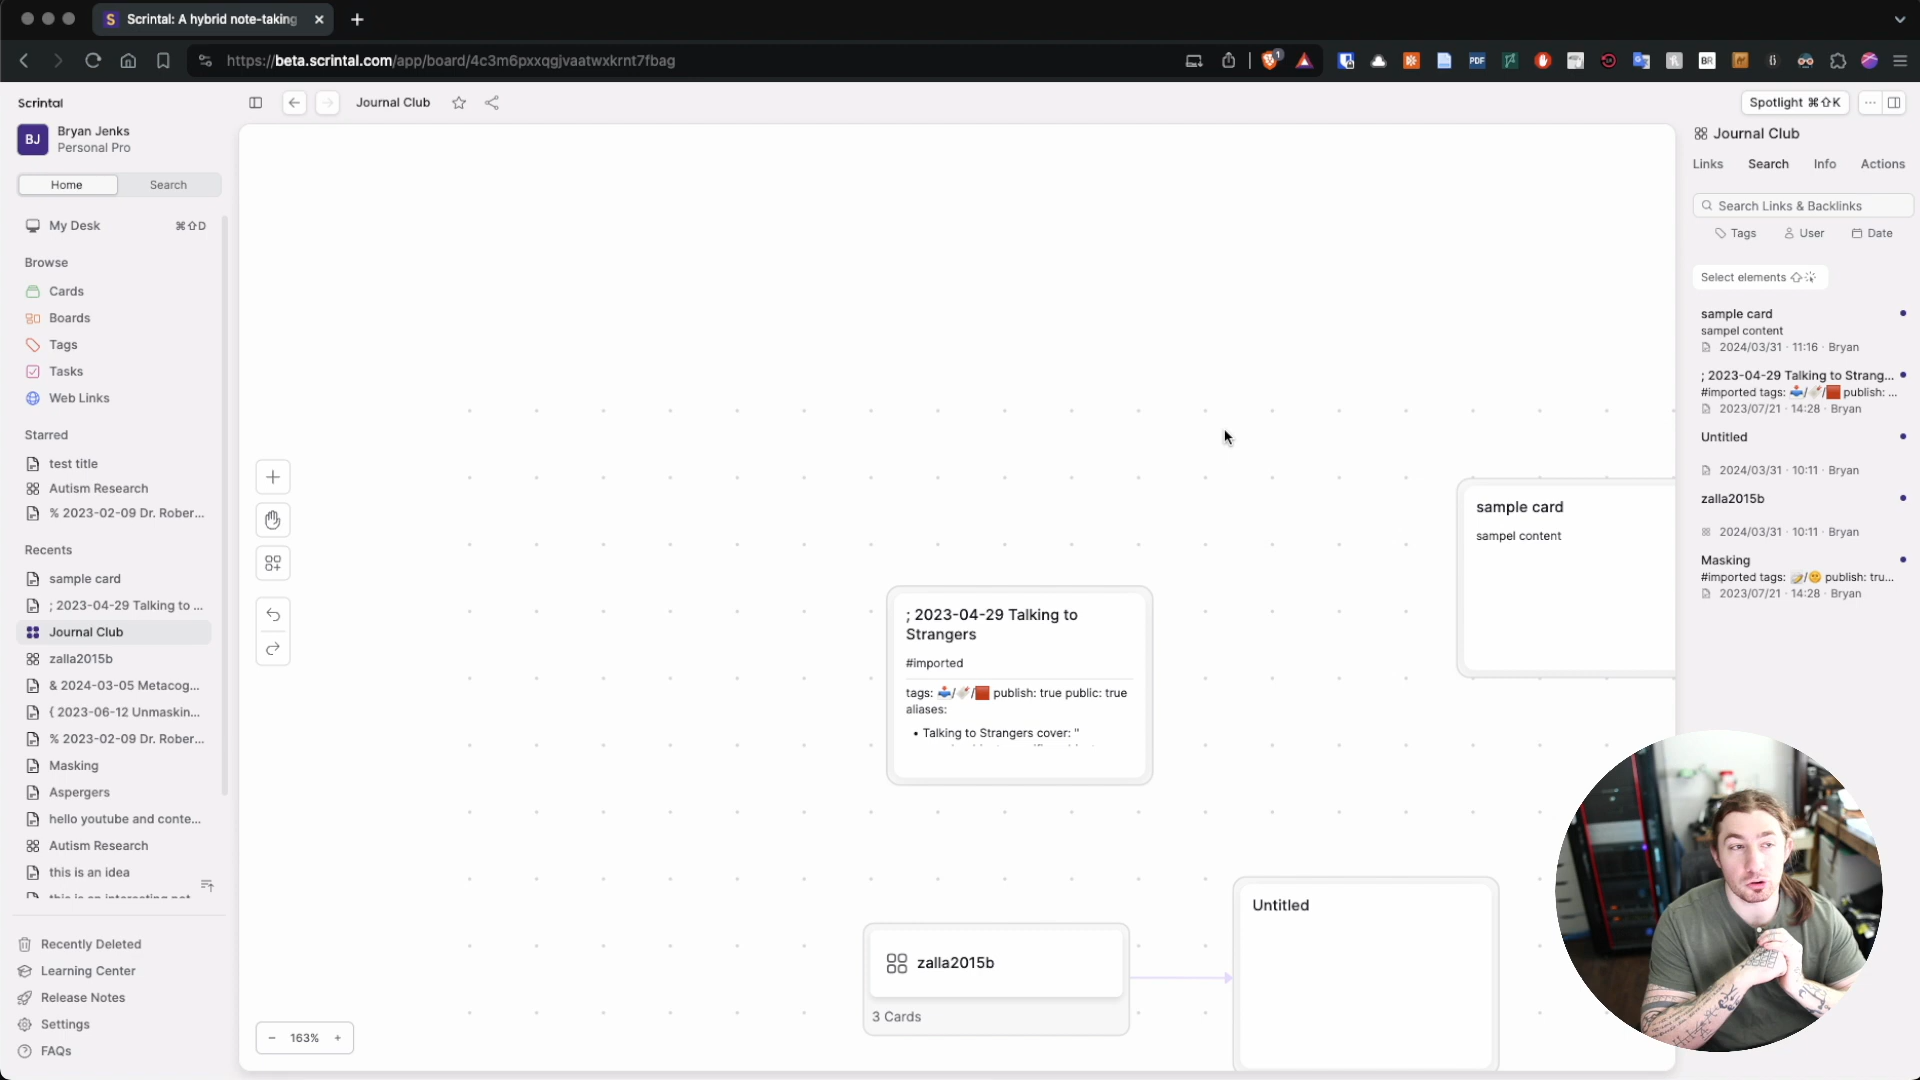 Scrintal: A hybrid note-taking
https://beta.scrintal.com/app/board/4c3m6pxxqgjvaatwxkrnt7fbag
1
PDF
BR
Scrintal
Journal Club
Spotlight ⌘⇧K
BJ
Bryan Jenks
Personal Pro
Home
Search
My Desk
⌘⇧D
Browse
Cards
Boards
Tags
Tasks
Web Links
Starred
test title
Autism Research
% 2023-02-09 Dr. Rober...
Recents
sample card
; 2023-04-29 Talking to ...
Journal Club
zalla2015b
& 2024-03-05 Metacog...
{ 2023-06-12 Unmaskin...
% 2023-02-09 Dr. Rober...
Masking
Aspergers
hello youtube and conte...
Autism Research
this is an idea
Recently Deleted
Learning Center
Release Notes
Settings
FAQs
163%
; 2023-04-29 Talking to
Strangers
#imported
tags: 📥/🗞️/🟥 publish: true public: true
aliases:
• Talking to Strangers cover: "
zalla2015b
3 Cards
Untitled
sample card
sampel content
Journal Club
Links
Search
Info
Actions
Search Links & Backlinks
Tags
User
Date
Select elements
sample card
sampel content
2024/03/31 · 11:16 · Bryan
; 2023-04-29 Talking to Strang...
#imported tags: 📥/🗞️/🟥 publish: ...
2023/07/21 · 14:28 · Bryan
Untitled
2024/03/31 · 10:11 · Bryan
zalla2015b
2024/03/31 · 10:11 · Bryan
Masking
#imported tags: 📝/🙂 publish: tru...
2023/07/21 · 14:28 · Bryan